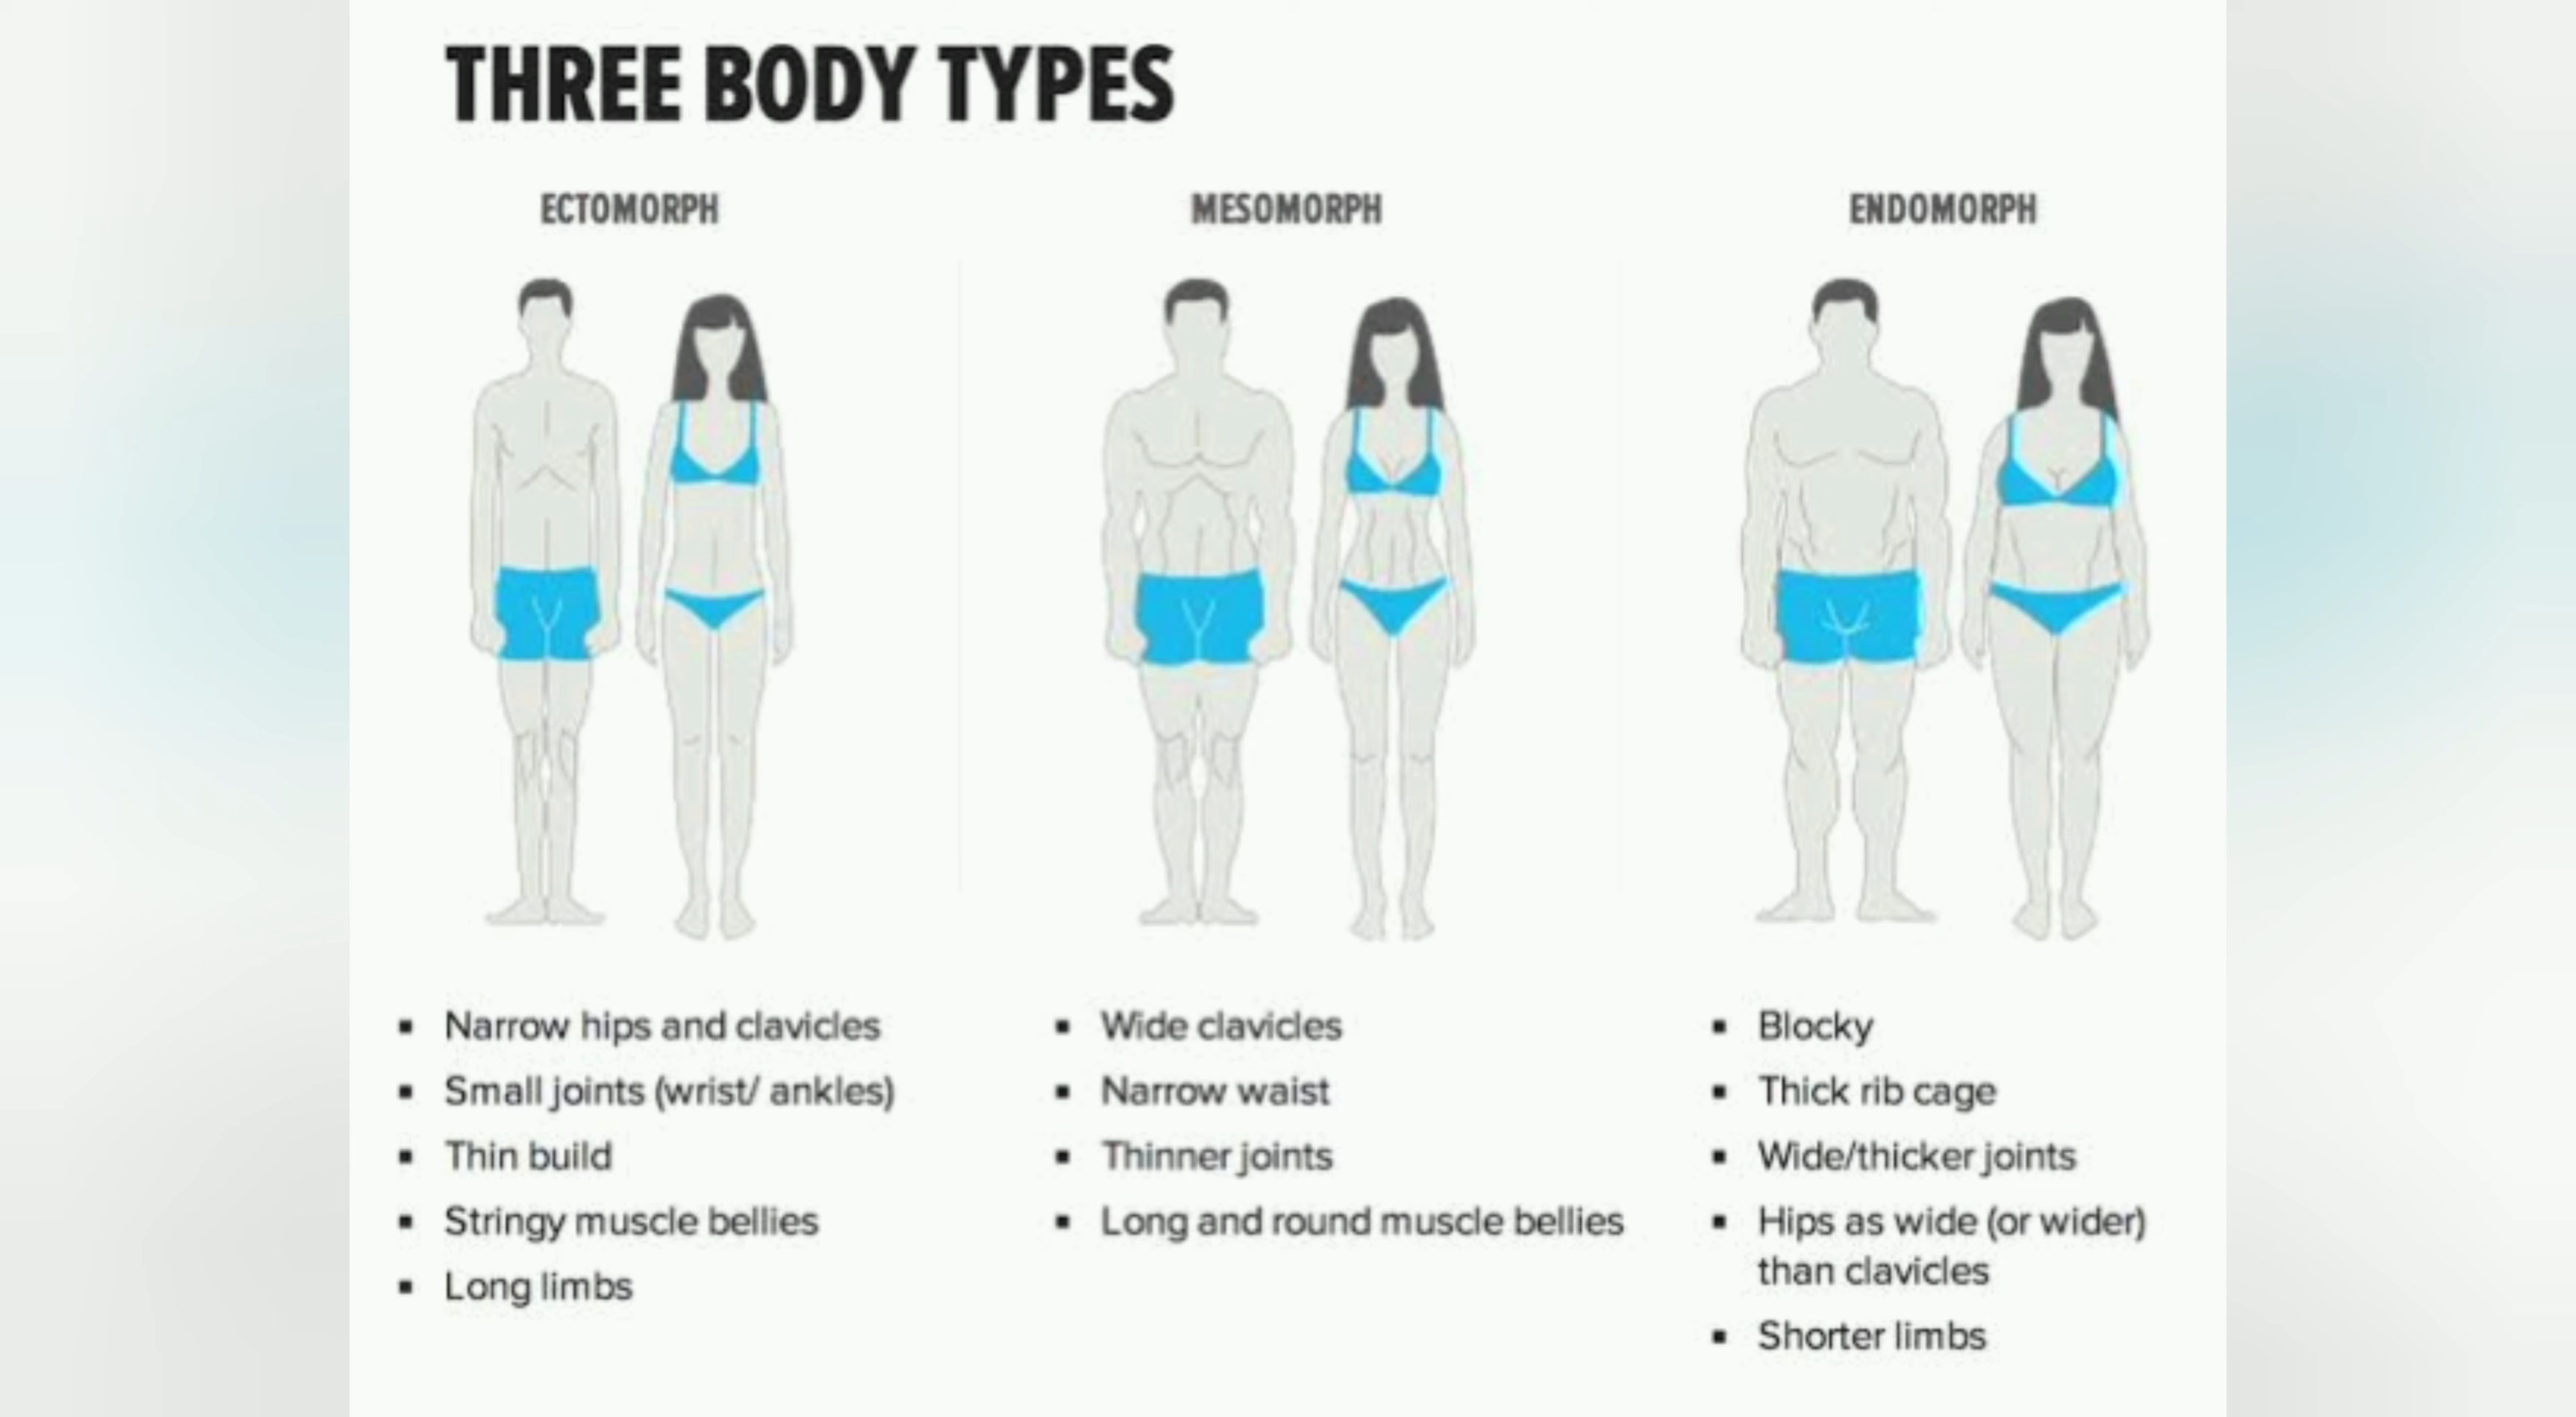 THREE BODY TYPES
ECTOMORPH
MESOMORPH
ENDOMORPH
▪ Narrow hips and clavicles
▪ Small joints (wrist/ ankles)
▪ Thin build
▪ Stringy muscle bellies
▪ Long limbs
▪ Wide clavicles
▪ Narrow waist
▪ Thinner joints
▪ Long and round muscle bellies
▪ Blocky
▪ Thick rib cage
▪ Wide/thicker joints
▪ Hips as wide (or wider)
than clavicles
▪ Shorter limbs